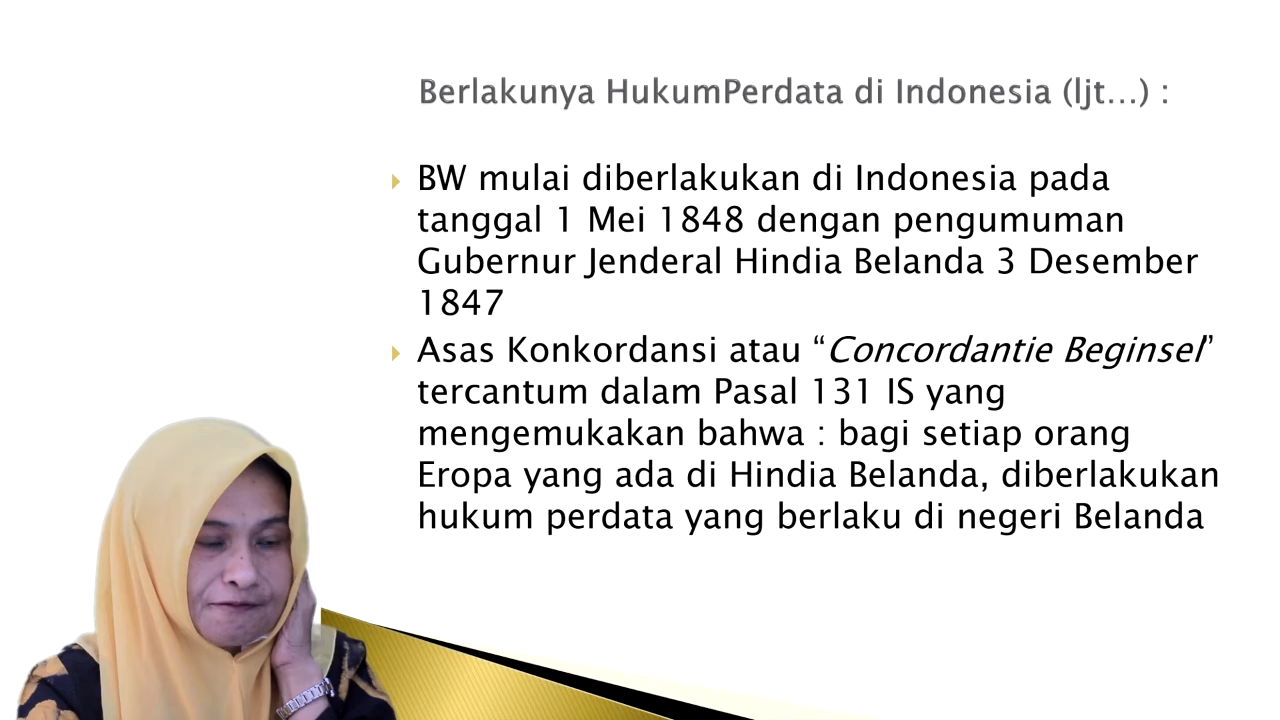 Berlakunya HukumPerdata di Indonesia (ljt...) :
BW mulai diberlakukan di Indonesia pada
tanggal 1 Mei 1848 dengan pengumuman
Gubernur Jenderal Hindia Belanda 3 Desember
1847
Asas Konkordansi atau “Concordantie Beginsel”
tercantum dalam Pasal 131 IS yang
mengemukakan bahwa : bagi setiap orang
Eropa yang ada di Hindia Belanda, diberlakukan
hukum perdata yang berlaku di negeri Belanda